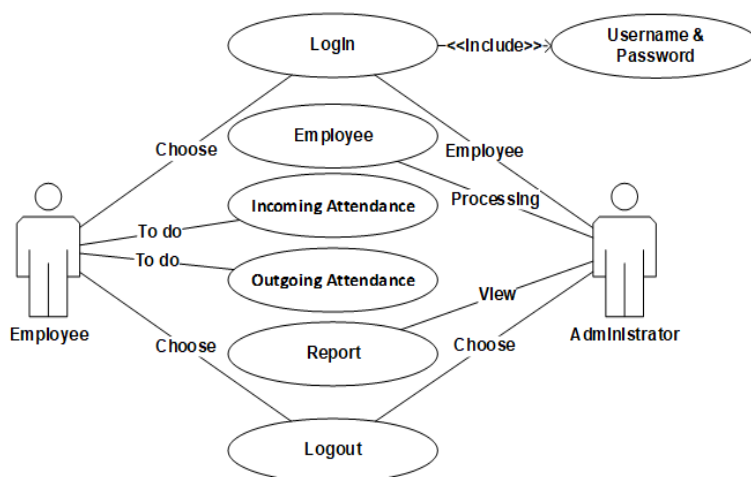 LogIn
<<Include>>
Username &
Password
Choose
Employee
Employee
Processing
Incoming Attendance
To do
Outgoing Attendance
To do
Employee
View
Administrator
Choose
Report
Choose
Logout